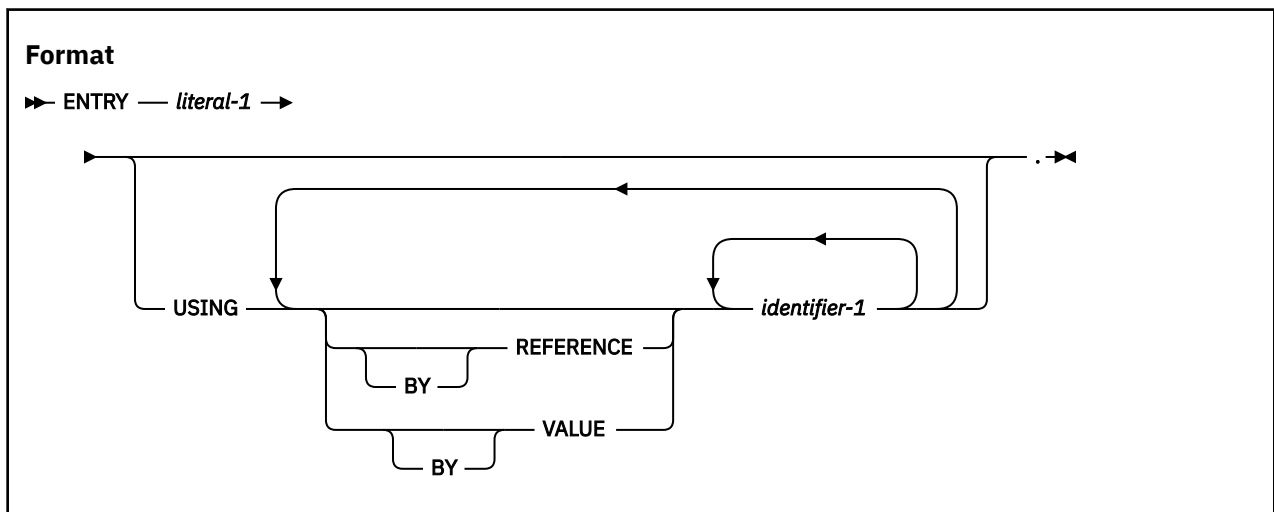 Format
ENTRY literal-1
.
USING identifier-1
REFERENCE
BY
VALUE
BY